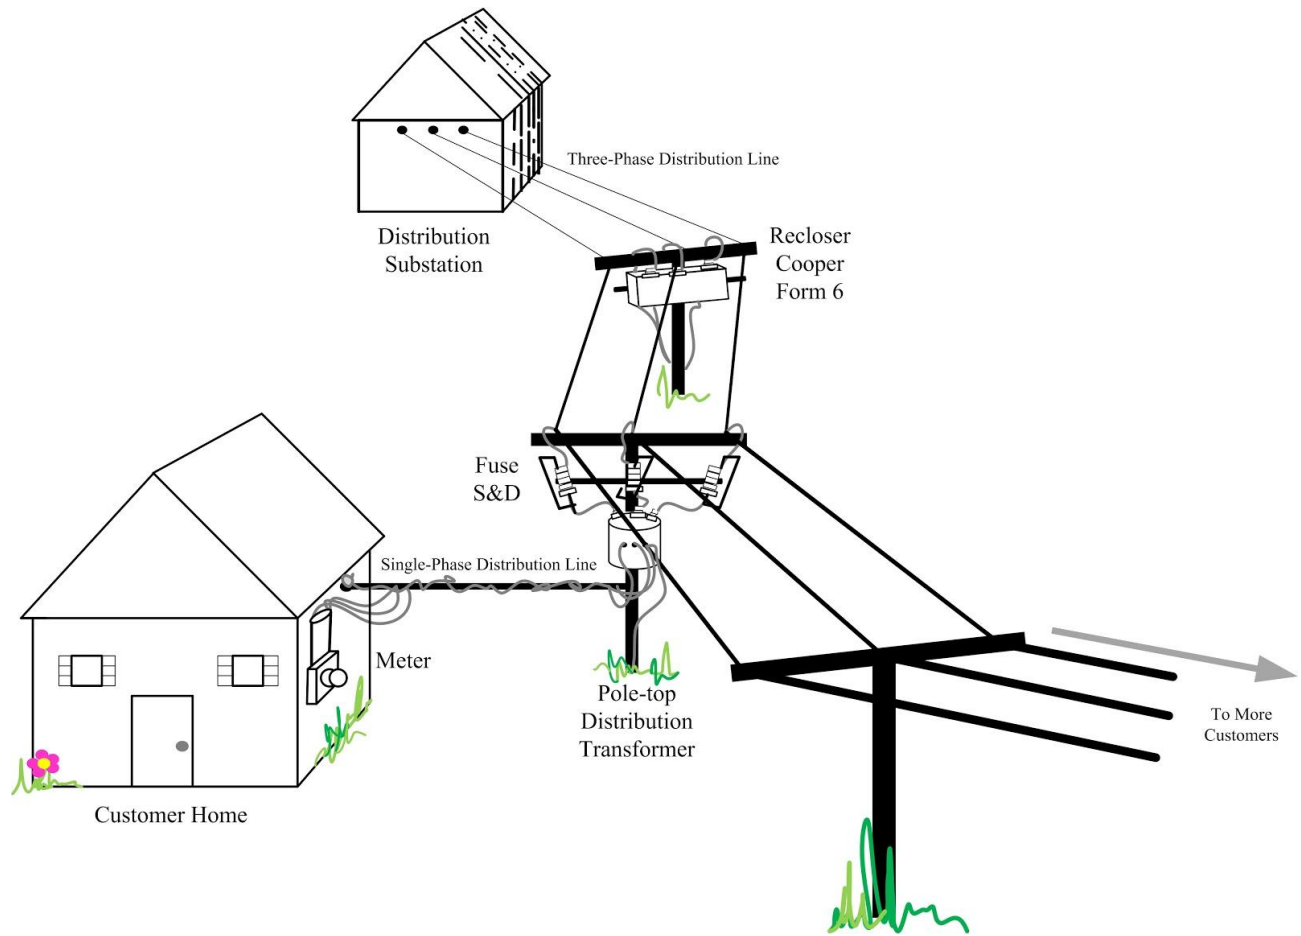 Three-Phase Distribution Line
Distribution
Substation
Recloser
Cooper
Form 6
Fuse
S&D
Single-Phase Distribution Line
Meter
Pole-top
Distribution
Transformer
To More
Customers
Customer Home